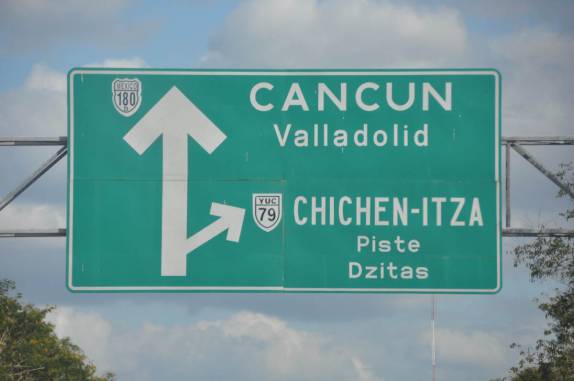 MEXICO
180
D
CANCUN
Valladolid
YUC
79
CHICHEN-ITZA
Piste
Dzitas